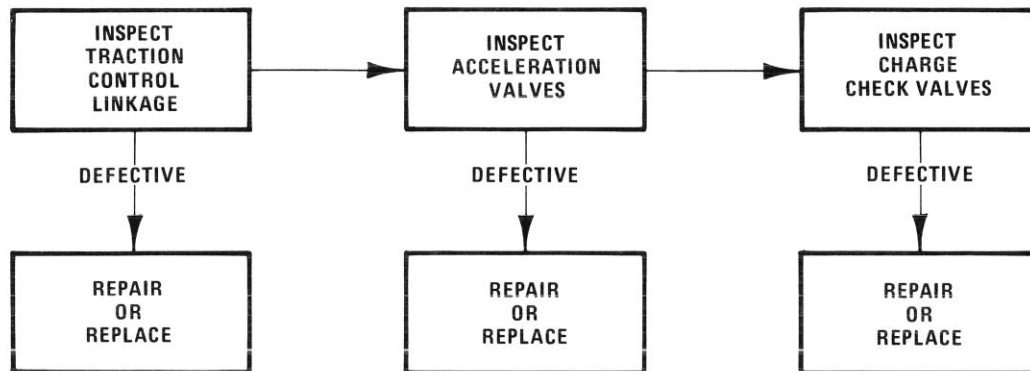 INSPECT
TRACTION
CONTROL
LINKAGE
INSPECT
ACCELERATION
VALVES
INSPECT
CHARGE
CHECK VALVES
DEFECTIVE
DEFECTIVE
DEFECTIVE
REPAIR
OR
REPLACE
REPAIR
OR
REPLACE
REPAIR
OR
REPLACE